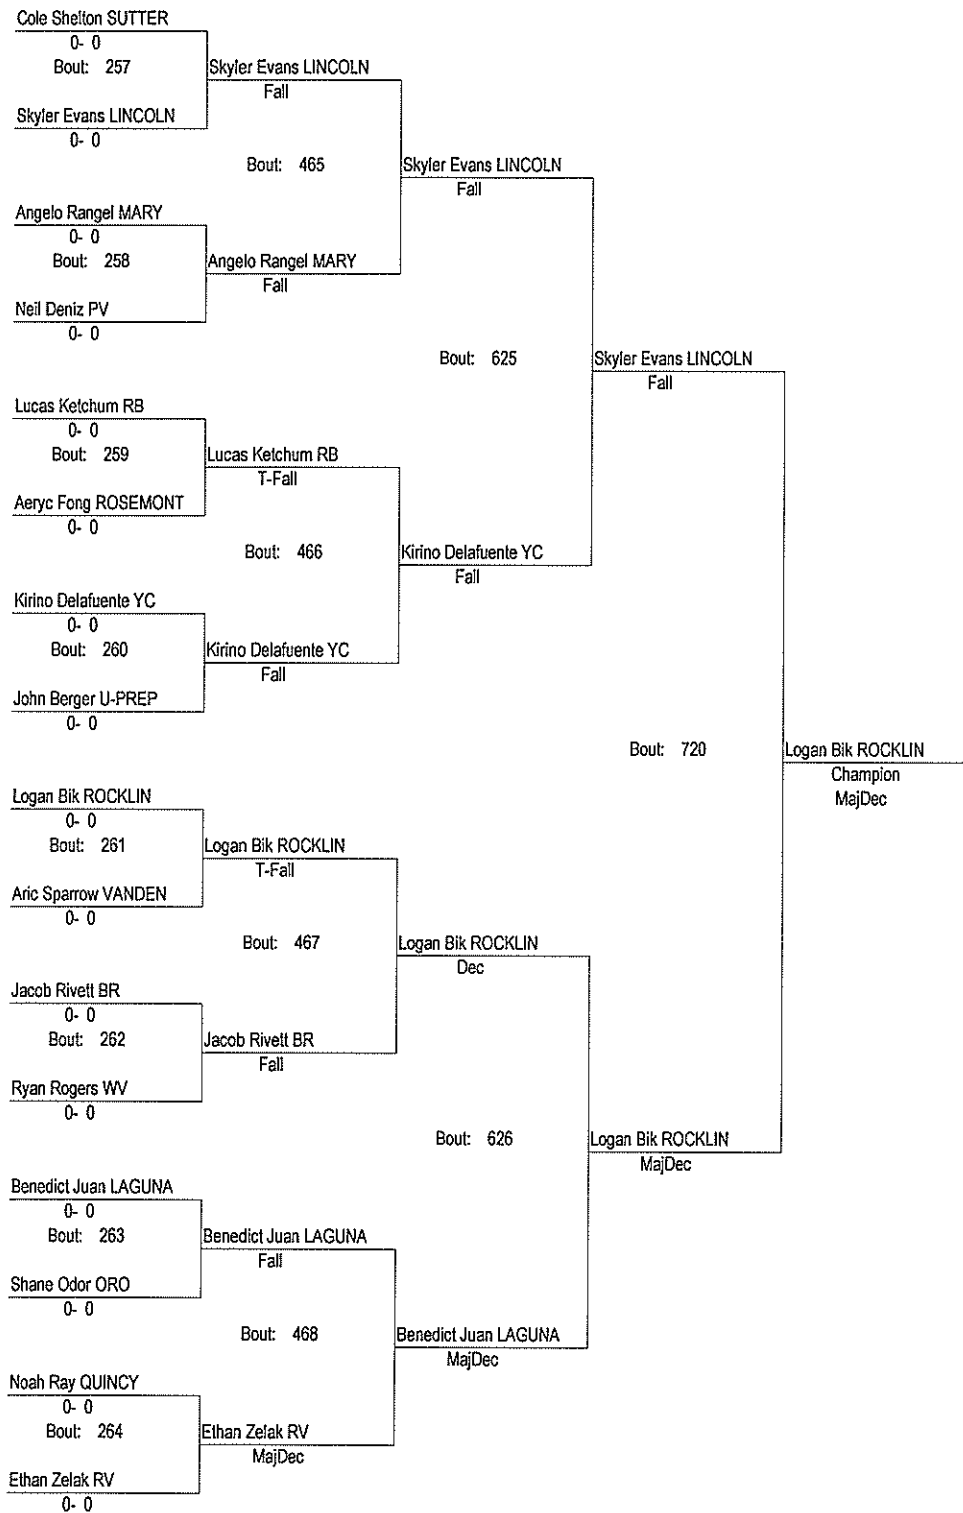 Cole Shelton SUTTER
0- 0
Bout: 257
Skyler Evans LINCOLN
Fall
Skyler Evans LINCOLN
0- 0
Bout: 465
Skyler Evans LINCOLN
Fall
Angelo Rangel MARY
0- 0
Bout: 258
Angelo Rangel MARY
Fall
Neil Deniz PV
0- 0
Bout: 625
Skyler Evans LINCOLN
Fall
Lucas Ketchum RB
0- 0
Bout: 259
Lucas Ketchum RB
T-Fall
Aeryc Fong ROSEMONT
0- 0
Bout: 466
Kirino Delafuente YC
Fall
Kirino Delafuente YC
0- 0
Bout: 260
Kirino Delafuente YC
Fall
John Berger U-PREP
0- 0
Bout: 720
Logan Bik ROCKLIN
Champion
MajDec
Logan Bik ROCKLIN
0- 0
Bout: 261
Logan Bik ROCKLIN
T-Fall
Aric Sparrow VANDEN
0- 0
Bout: 467
Logan Bik ROCKLIN
Dec
Jacob Rivett BR
0- 0
Bout: 262
Jacob Rivett BR
Fall
Ryan Rogers WV
0- 0
Bout: 626
Logan Bik ROCKLIN
MajDec
Benedict Juan LAGUNA
0- 0
Bout: 263
Benedict Juan LAGUNA
Fall
Shane Odor ORO
0- 0
Bout: 468
Benedict Juan LAGUNA
MajDec
Noah Ray QUINCY
0- 0
Bout: 264
Ethan Zelak RV
MajDec
Ethan Zelak RV
0- 0